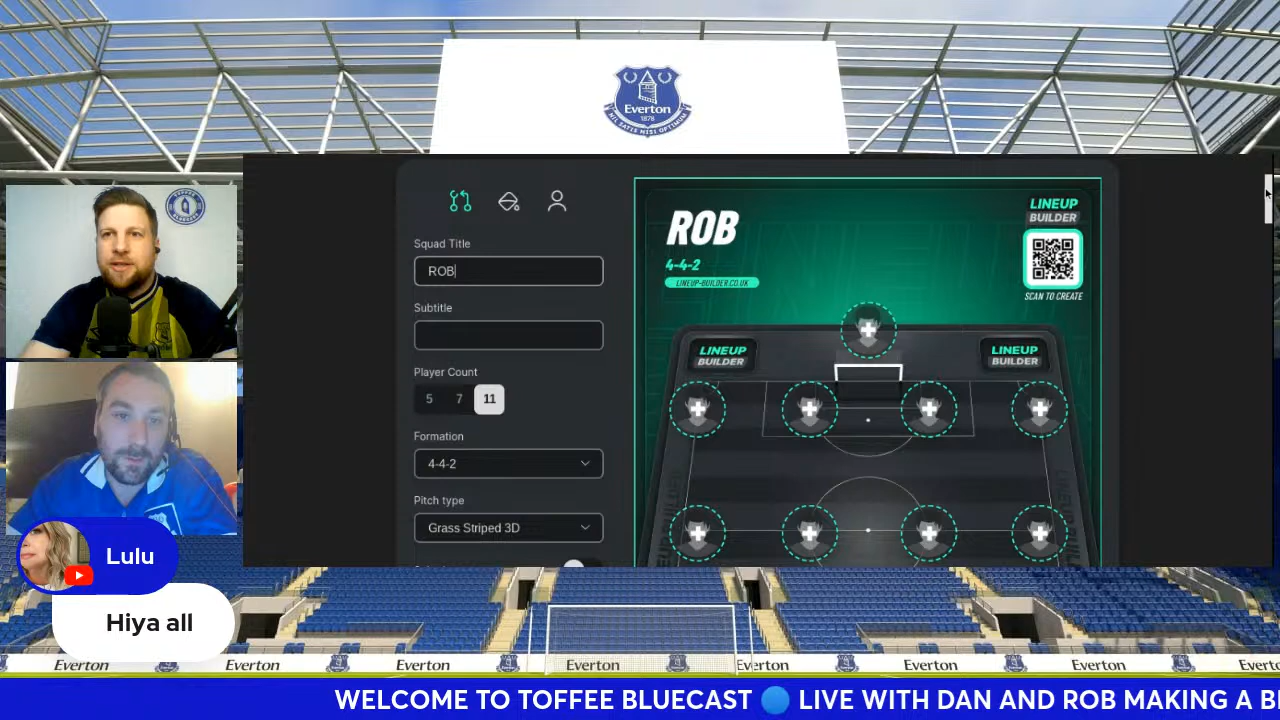 Everton
1878
NIL SATIS NISI OPTIMUM
TOFFEE
BLUECAST
Squad Title
ROB
Subtitle
Player Count
5 7 11
Formation
4-4-2
Pitch type
Grass Striped 3D
ROB
4-4-2
LINEUP-BUILDER.CO.UK
LINEUP
BUILDER
SCAN TO CREATE
LINEUP
BUILDER
LINEUP
BUILDER
Lulu
Hiya all
Everton Everton Everton Everton Everton Everton Everton Everton
WELCOME TO TOFFEE BLUECAST 🔵 LIVE WITH DAN AND ROB MAKING A